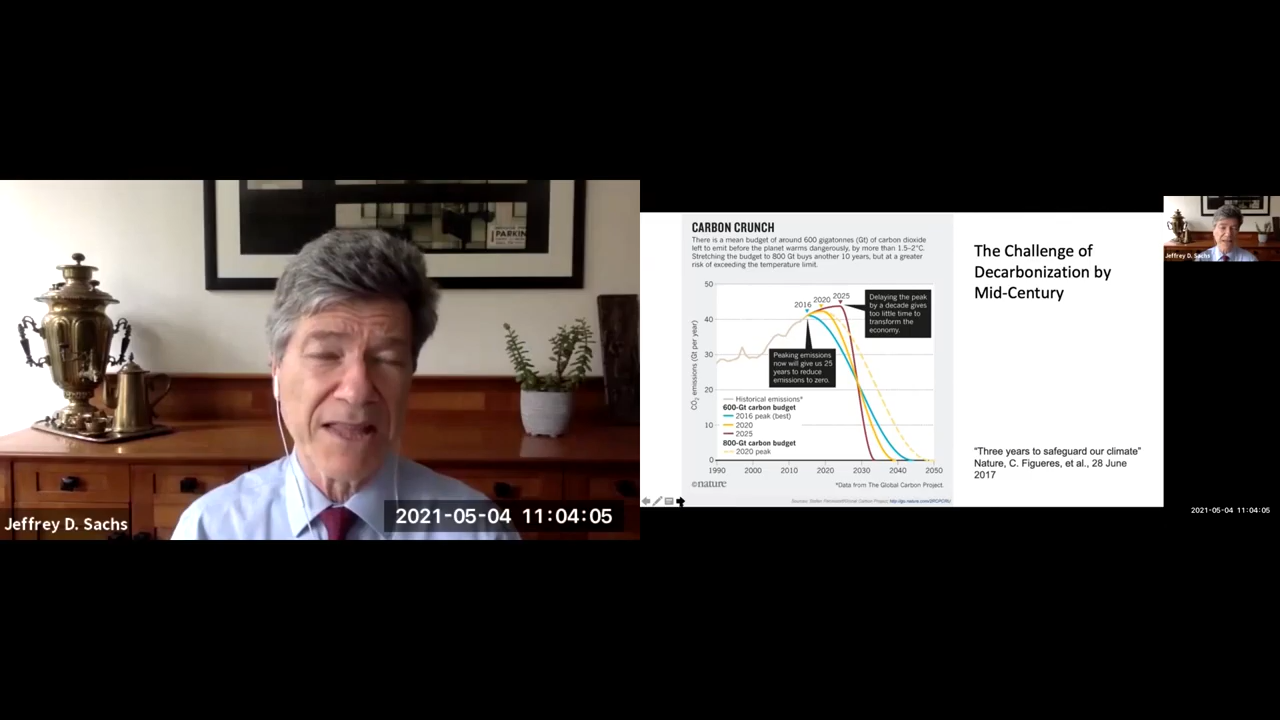 PARKIN
Jeffrey D. Sachs
2021-05-04 11:04:05
CARBON CRUNCH
There is a mean budget of around 600 gigatonnes (Gt) of carbon dioxide
left to emit before the planet warms dangerously, by more than 1.5–2°C.
Stretching the budget to 800 Gt buys another 10 years, but at a greater
risk of exceeding the temperature limit.
CO2 emissions (Gt per year)
50
40
30
20
10
0
2016
2020
2025
Delaying the peak
by a decade gives
too little time to
transform the
economy.
Peaking emissions
now will give us 25
years to reduce
emissions to zero.
Historical emissions*
600-Gt carbon budget
2016 peak (best)
2020
2025
800-Gt carbon budget
2020 peak
1990 2000 2010 2020 2030 2040 2050
©nature
*Data from The Global Carbon Project.
The Challenge of
Decarbonization by
Mid-Century
"Three years to safeguard our climate"
Nature, C. Figueres, et al., 28 June
2017
Jeffrey D. Sachs
2021-05-04 11:04:05